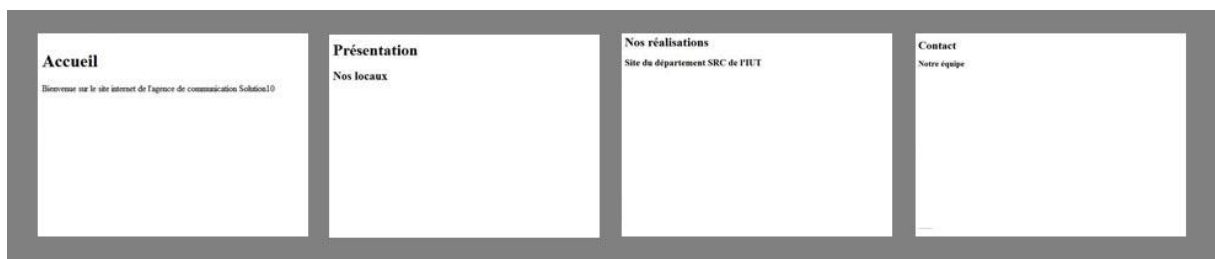 Accueil
Bienvenue sur le site internet de l'agence de communication Solution10
Présentation
Nos locaux
Nos réalisations
Site du département SRC de l'IUT
Contact
Notre équipe